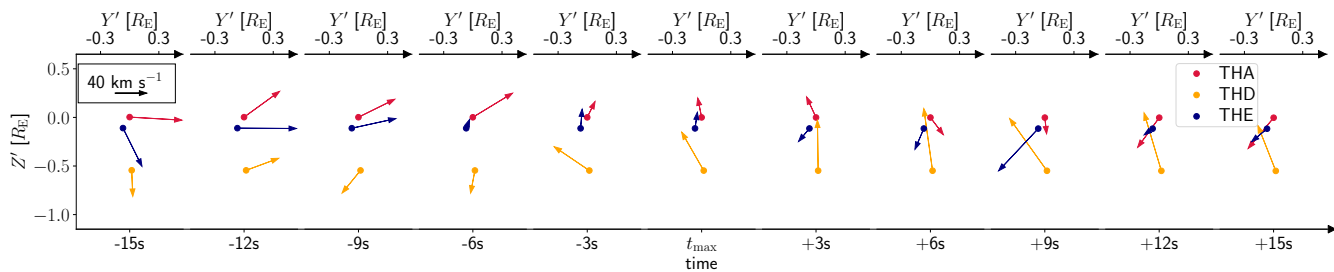 Y′ [R_E] Y′ [R_E] Y′ [R_E] Y′ [R_E] Y′ [R_E] Y′ [R_E] Y′ [R_E] Y′ [R_E] Y′ [R_E] Y′ [R_E] Y′ [R_E]
-0.3 0.3 -0.3 0.3 -0.3 0.3 -0.3 0.3 -0.3 0.3 -0.3 0.3 -0.3 0.3 -0.3 0.3 -0.3 0.3 -0.3 0.3 -0.3 0.3
Z′ [R_E]
0.5
0.0
−0.5
−1.0
40 km s⁻¹
THA
THD
THE
-15s -12s -9s -6s -3s t_max +3s +6s +9s +12s +15s
time